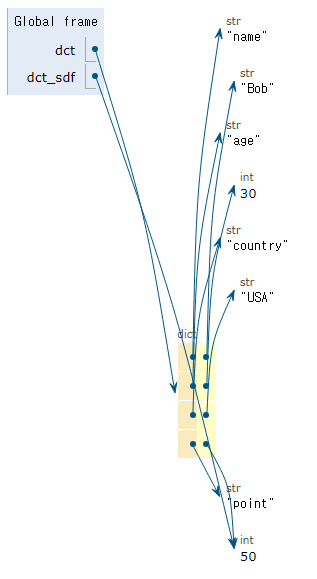 Global frame
dct
dct_sdf
str
"name"
str
"Bob"
str
"age"
int
30
str
"country"
str
"USA"
dict
str
"point"
int
50